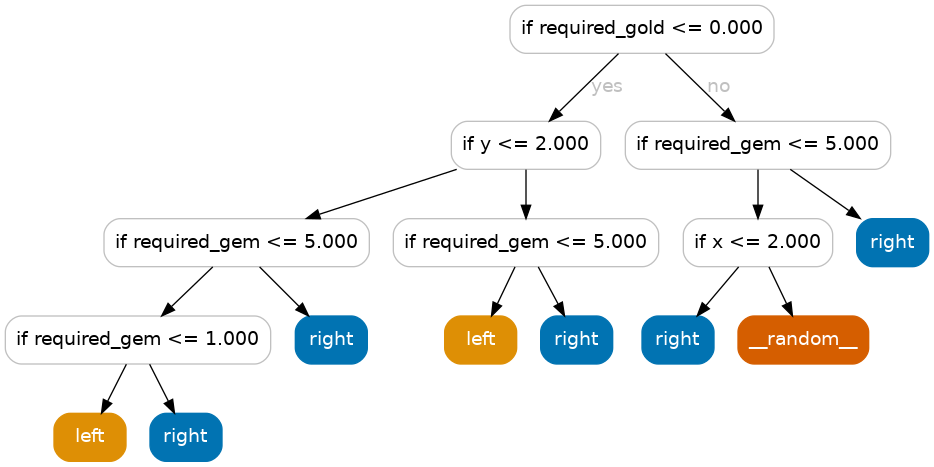 if required_gold <= 0.000
yes
no
if y <= 2.000
if required_gem <= 5.000
if required_gem <= 5.000
if required_gem <= 5.000
if x <= 2.000
right
if required_gem <= 1.000
right
left
right
right
__random__
left
right